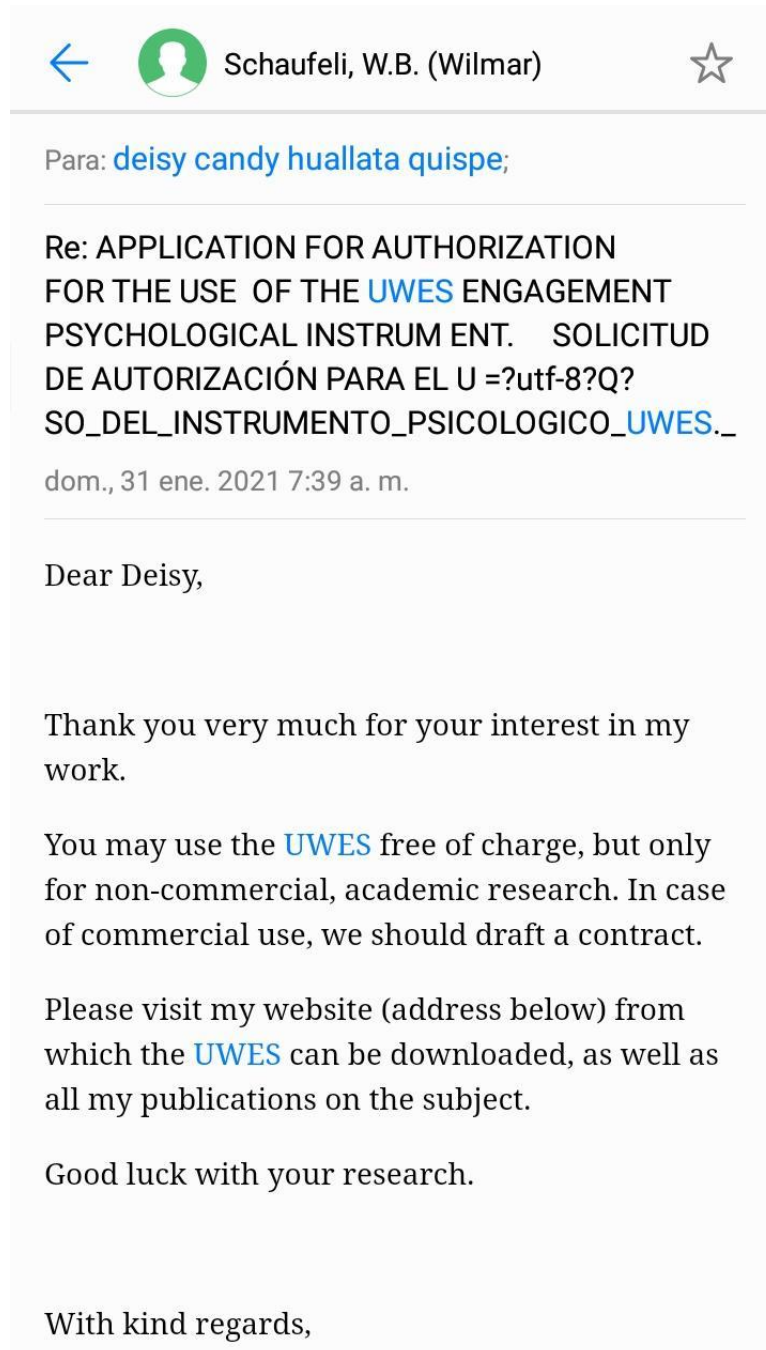 Schaufeli, W.B. (Wilmar)
Para: deisy candy huallata quispe;
Re: APPLICATION FOR AUTHORIZATION
FOR THE USE  OF THE UWES ENGAGEMENT
PSYCHOLOGICAL INSTRUM ENT.    SOLICITUD
DE AUTORIZACIÓN PARA EL U =?utf-8?Q?
SO_DEL_INSTRUMENTO_PSICOLOGICO_UWES._
dom., 31 ene. 2021 7:39 a. m.
Dear Deisy,
Thank you very much for your interest in my
work.
You may use the UWES free of charge, but only
for non-commercial, academic research. In case
of commercial use, we should draft a contract.
Please visit my website (address below) from
which the UWES can be downloaded, as well as
all my publications on the subject.
Good luck with your research.
With kind regards,